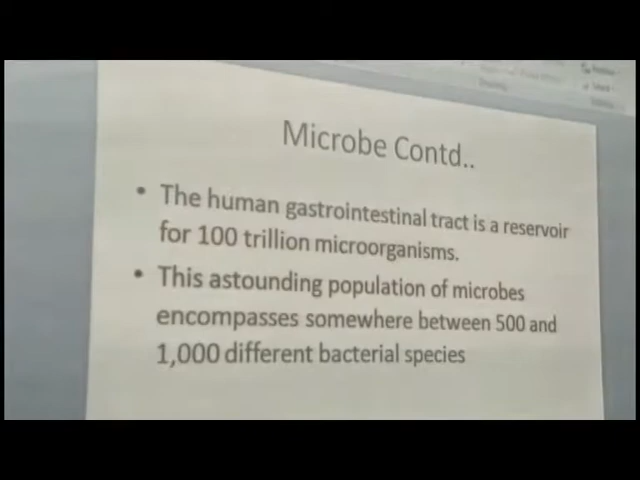 Microbe Contd..
• The human gastrointestinal tract is a reservoir
for 100 trillion microorganisms.
• This astounding population of microbes
encompasses somewhere between 500 and
1,000 different bacterial species